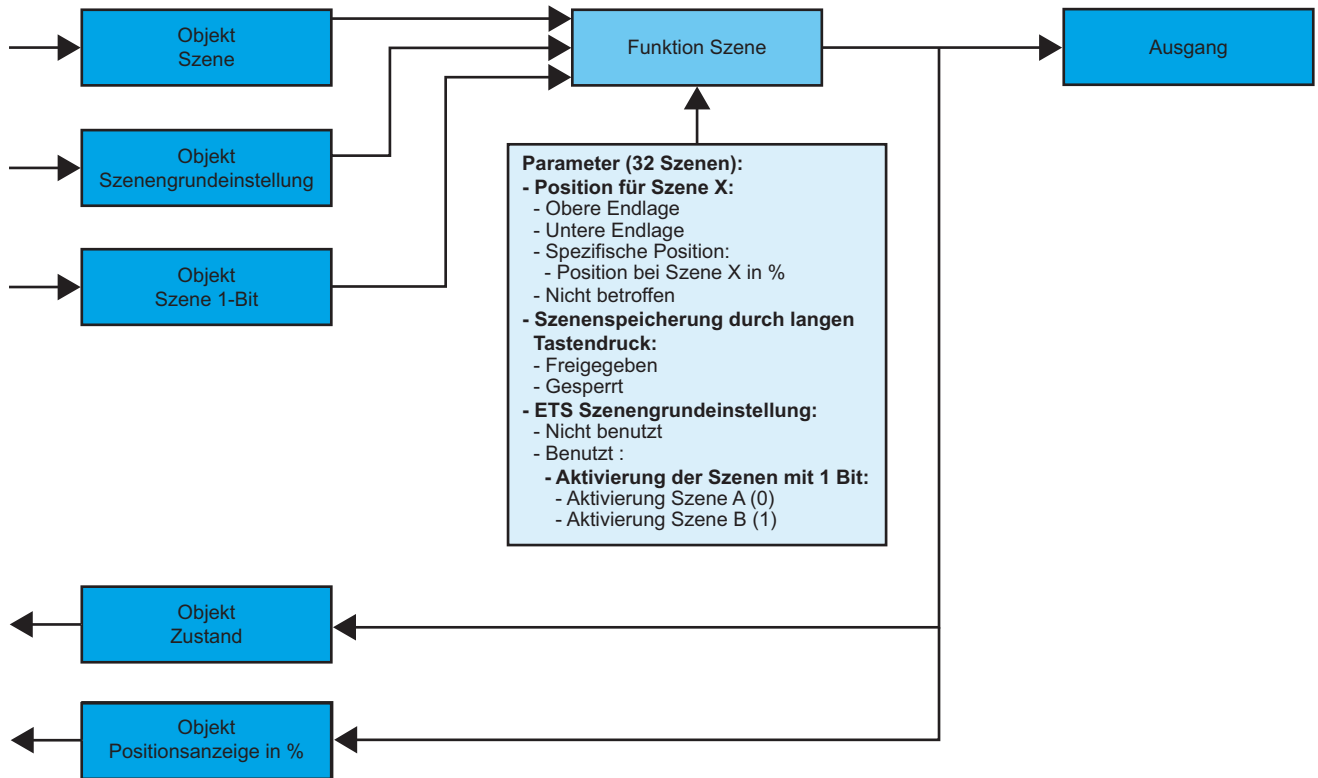 Objekt
Szene
Funktion Szene
Ausgang
Objekt
Szenengrundeinstellung
Objekt
Szene 1-Bit
Parameter (32 Szenen):
- Position für Szene X:
- Obere Endlage
- Untere Endlage
- Spezifische Position:
- Position bei Szene X in %
- Nicht betroffen
- Szenenspeicherung durch langen
Tastendruck:
- Freigegeben
- Gesperrt
- ETS Szenengrundeinstellung:
- Nicht benutzt
- Benutzt :
- Aktivierung der Szenen mit 1 Bit:
- Aktivierung Szene A (0)
- Aktivierung Szene B (1)
Objekt
Zustand
Objekt
Positionsanzeige in %